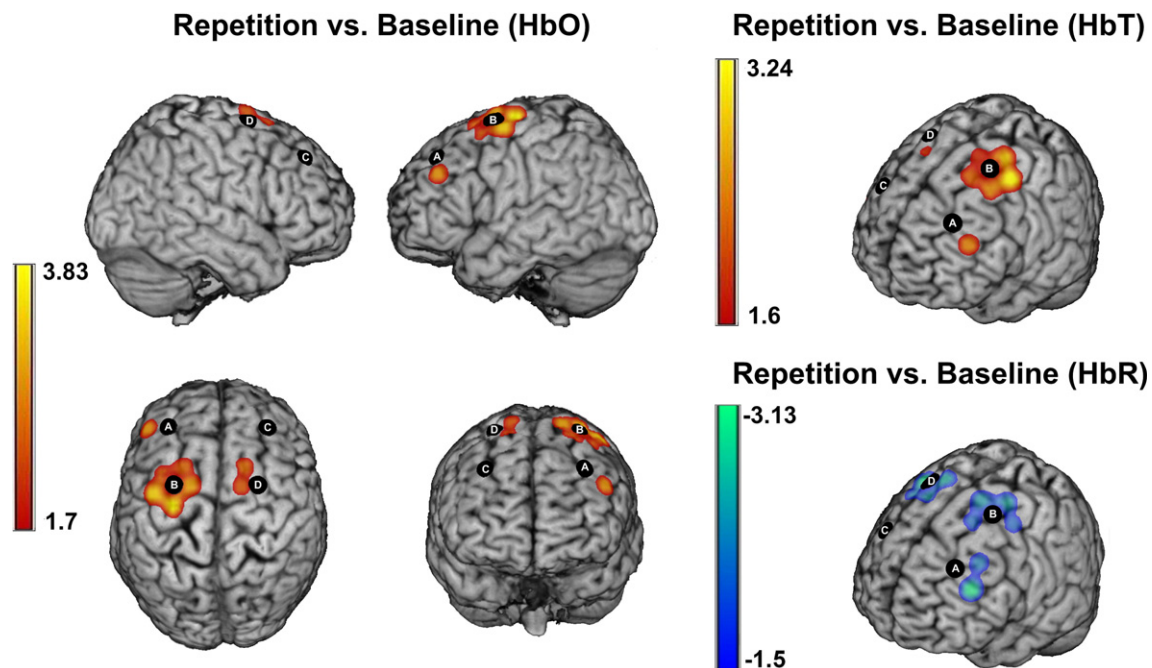 Repetition vs. Baseline (HbO)
D
C
B
A
3.83
1.7
A
C
B
D
D
B
C
A
Repetition vs. Baseline (HbT)
3.24
1.6
D
B
C
A
Repetition vs. Baseline (HbR)
-3.13
-1.5
D
B
C
A